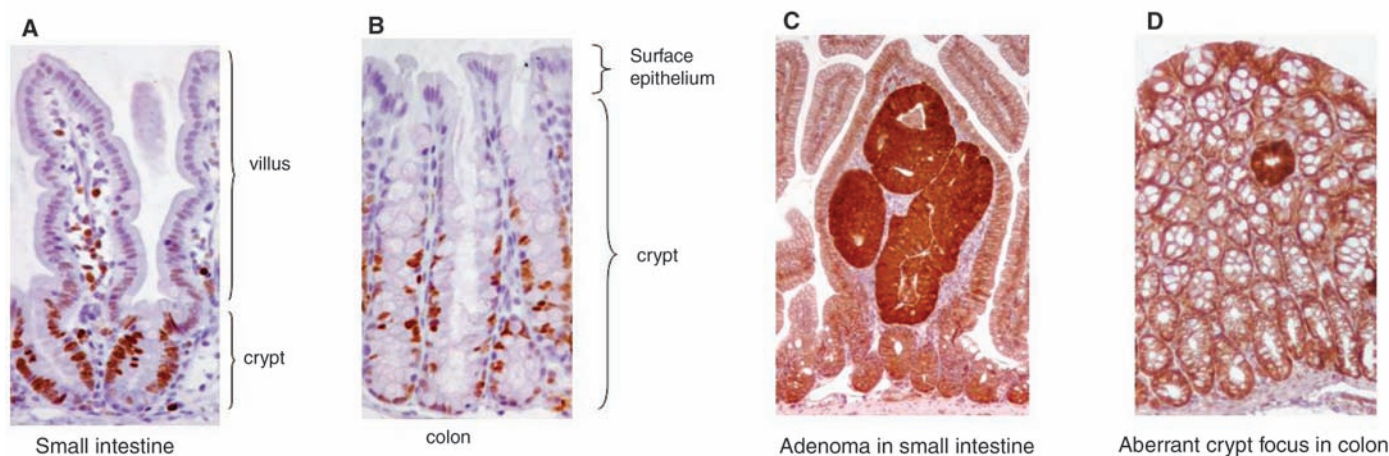 A
B
C
D
villus
crypt
Surface
epithelium
crypt
Small intestine
colon
Adenoma in small intestine
Aberrant crypt focus in colon